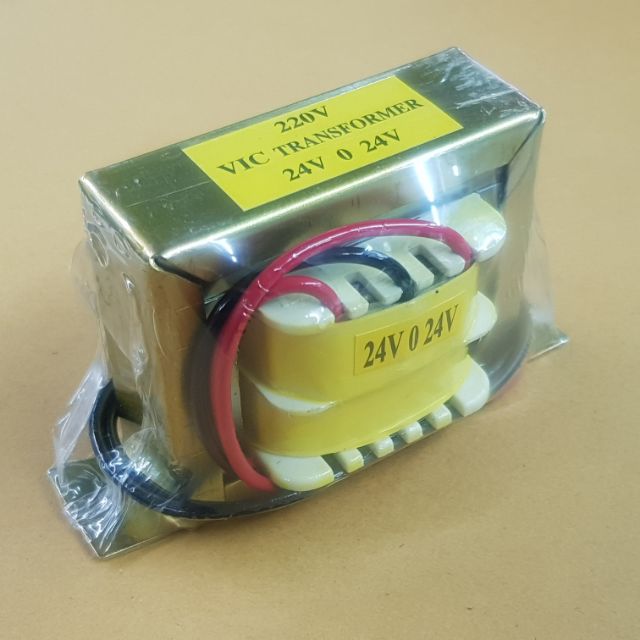 220V
VIC TRANSFORMER
24V 0 24V
24V 0 24V